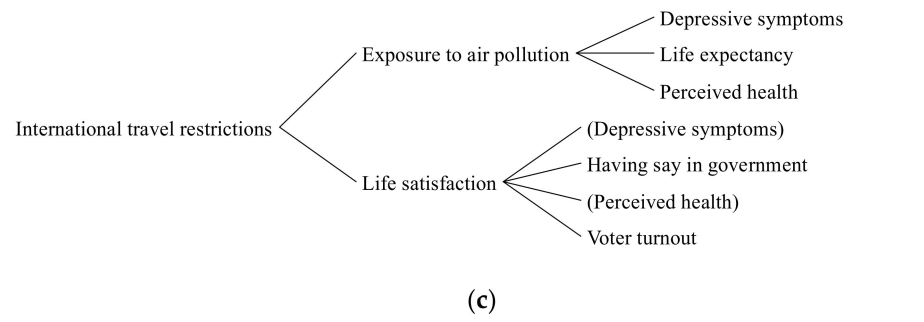 Depressive symptoms
Exposure to air pollution
Life expectancy
Perceived health
International travel restrictions
(Depressive symptoms)
Having say in government
Life satisfaction
(Perceived health)
Voter turnout
(c)